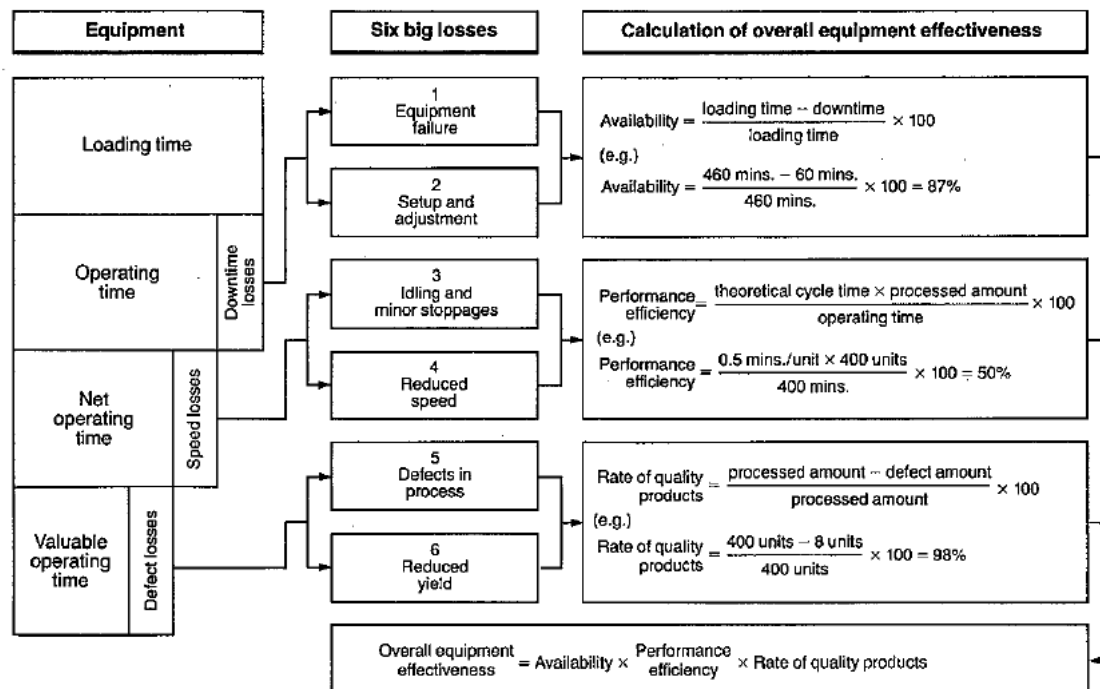 Equipment
Six big losses
Calculation of overall equipment effectiveness
Loading time
Operating
time
Downtime
losses
Net
operating
time
Speed losses
Valuable
operating
time
Defect losses
1
Equipment
failure
2
Setup and
adjustment
3
Idling and
minor stoppages
4
Reduced
speed
5
Defects in
process
6
Reduced
yield
Availability = loading time – downtime / loading time × 100
(e.g.)
Availability = 460 mins. – 60 mins. / 460 mins. × 100 = 87%
Performance efficiency = theoretical cycle time × processed amount / operating time × 100
(e.g.)
Performance efficiency = 0.5 mins./unit × 400 units / 400 mins. × 100 = 50%
Rate of quality products = processed amount – defect amount / processed amount × 100
(e.g.)
Rate of quality products = 400 units – 8 units / 400 units × 100 = 98%
Overall equipment effectiveness = Availability × Performance efficiency × Rate of quality products